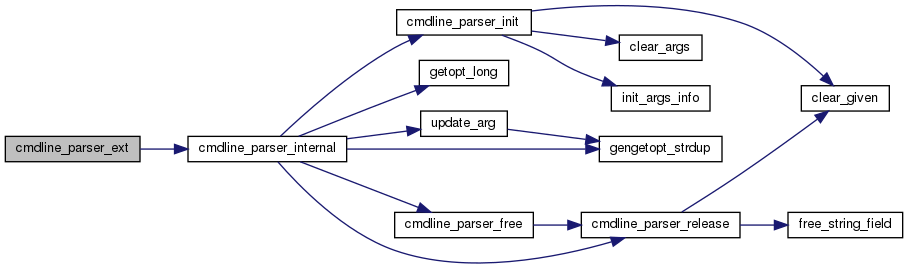 cmdline_parser_init
clear_args
getopt_long
init_args_info
clear_given
update_arg
cmdline_parser_ext
cmdline_parser_internal
gengetopt_strdup
cmdline_parser_free
cmdline_parser_release
free_string_field